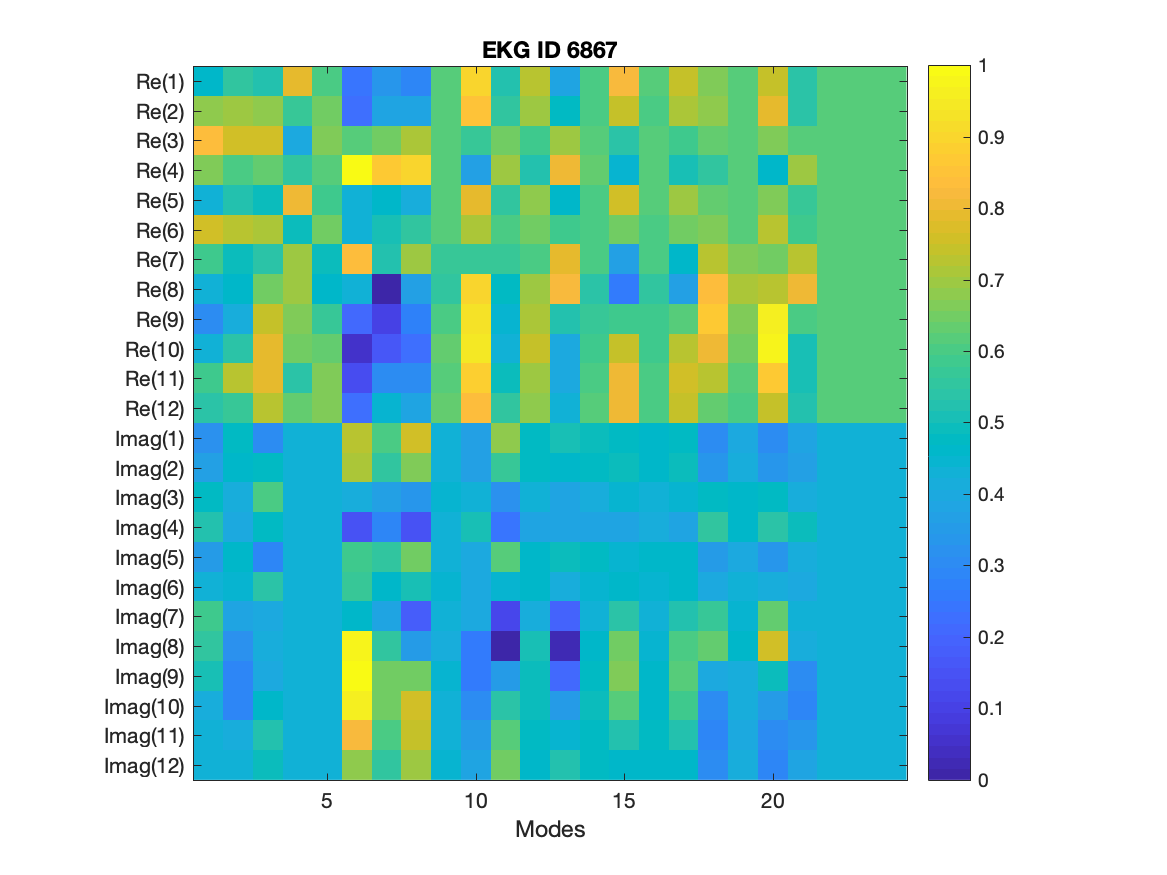 EKG ID 6867
Re(1)
Re(2)
Re(3)
Re(4)
Re(5)
Re(6)
Re(7)
Re(8)
Re(9)
Re(10)
Re(11)
Re(12)
Imag(1)
Imag(2)
Imag(3)
Imag(4)
Imag(5)
Imag(6)
Imag(7)
Imag(8)
Imag(9)
Imag(10)
Imag(11)
Imag(12)
5 10 15 20
Modes
1
0.9
0.8
0.7
0.6
0.5
0.4
0.3
0.2
0.1
0